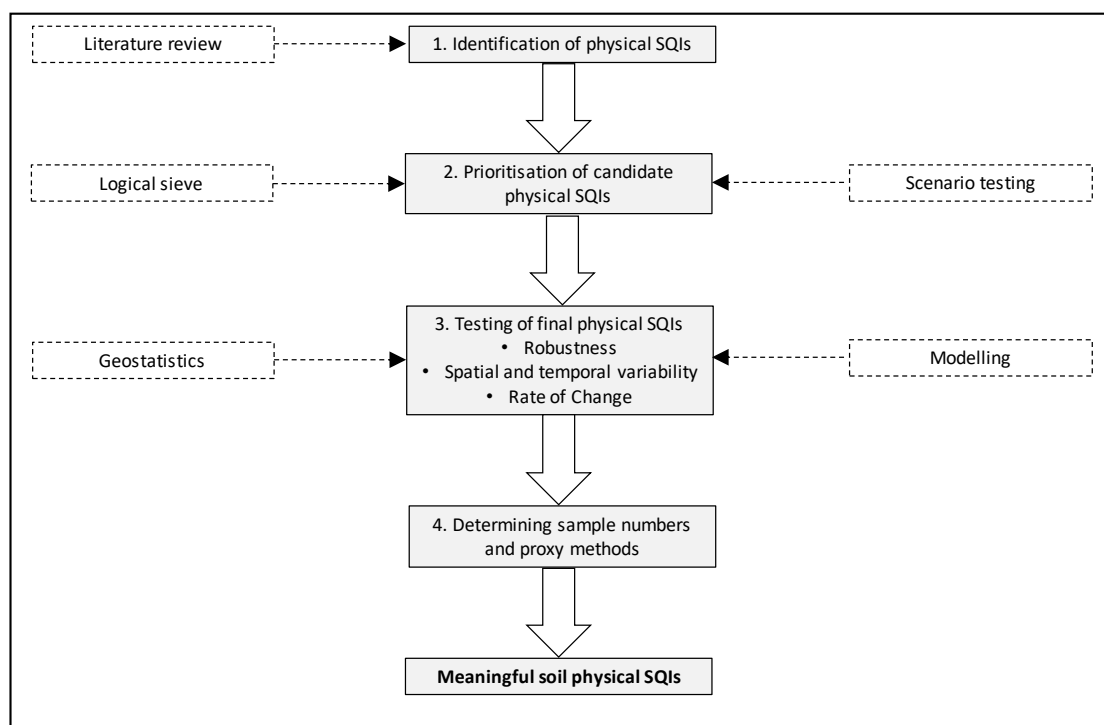 Literature review
1. Identification of physical SQIs
Logical sieve
2. Prioritisation of candidate
physical SQIs
Scenario testing
Geostatistics
3. Testing of final physical SQIs
• Robustness
• Spatial and temporal variability
• Rate of Change
Modelling
4. Determining sample numbers
and proxy methods
Meaningful soil physical SQIs